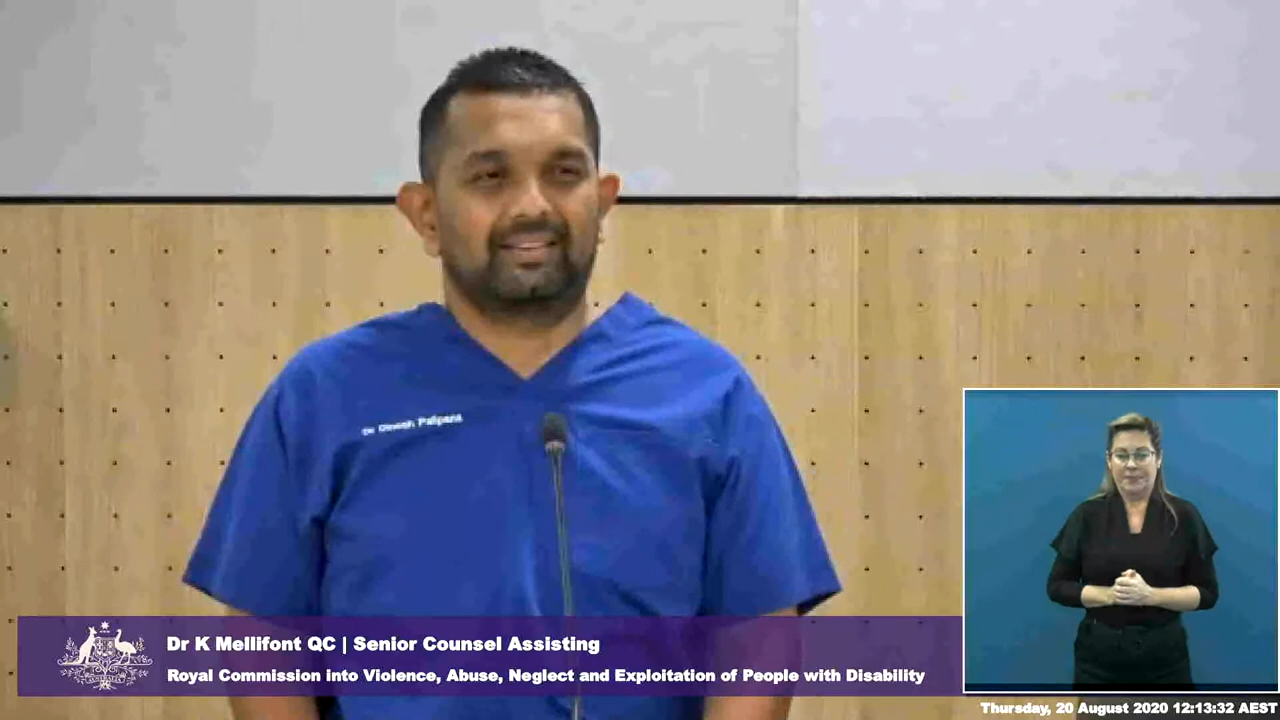 Dr Dinesh Palipana
Dr K Mellifont QC | Senior Counsel Assisting
Royal Commission into Violence, Abuse, Neglect and Exploitation of People with Disability
Thursday, 20 August 2020 12:13:32 AEST